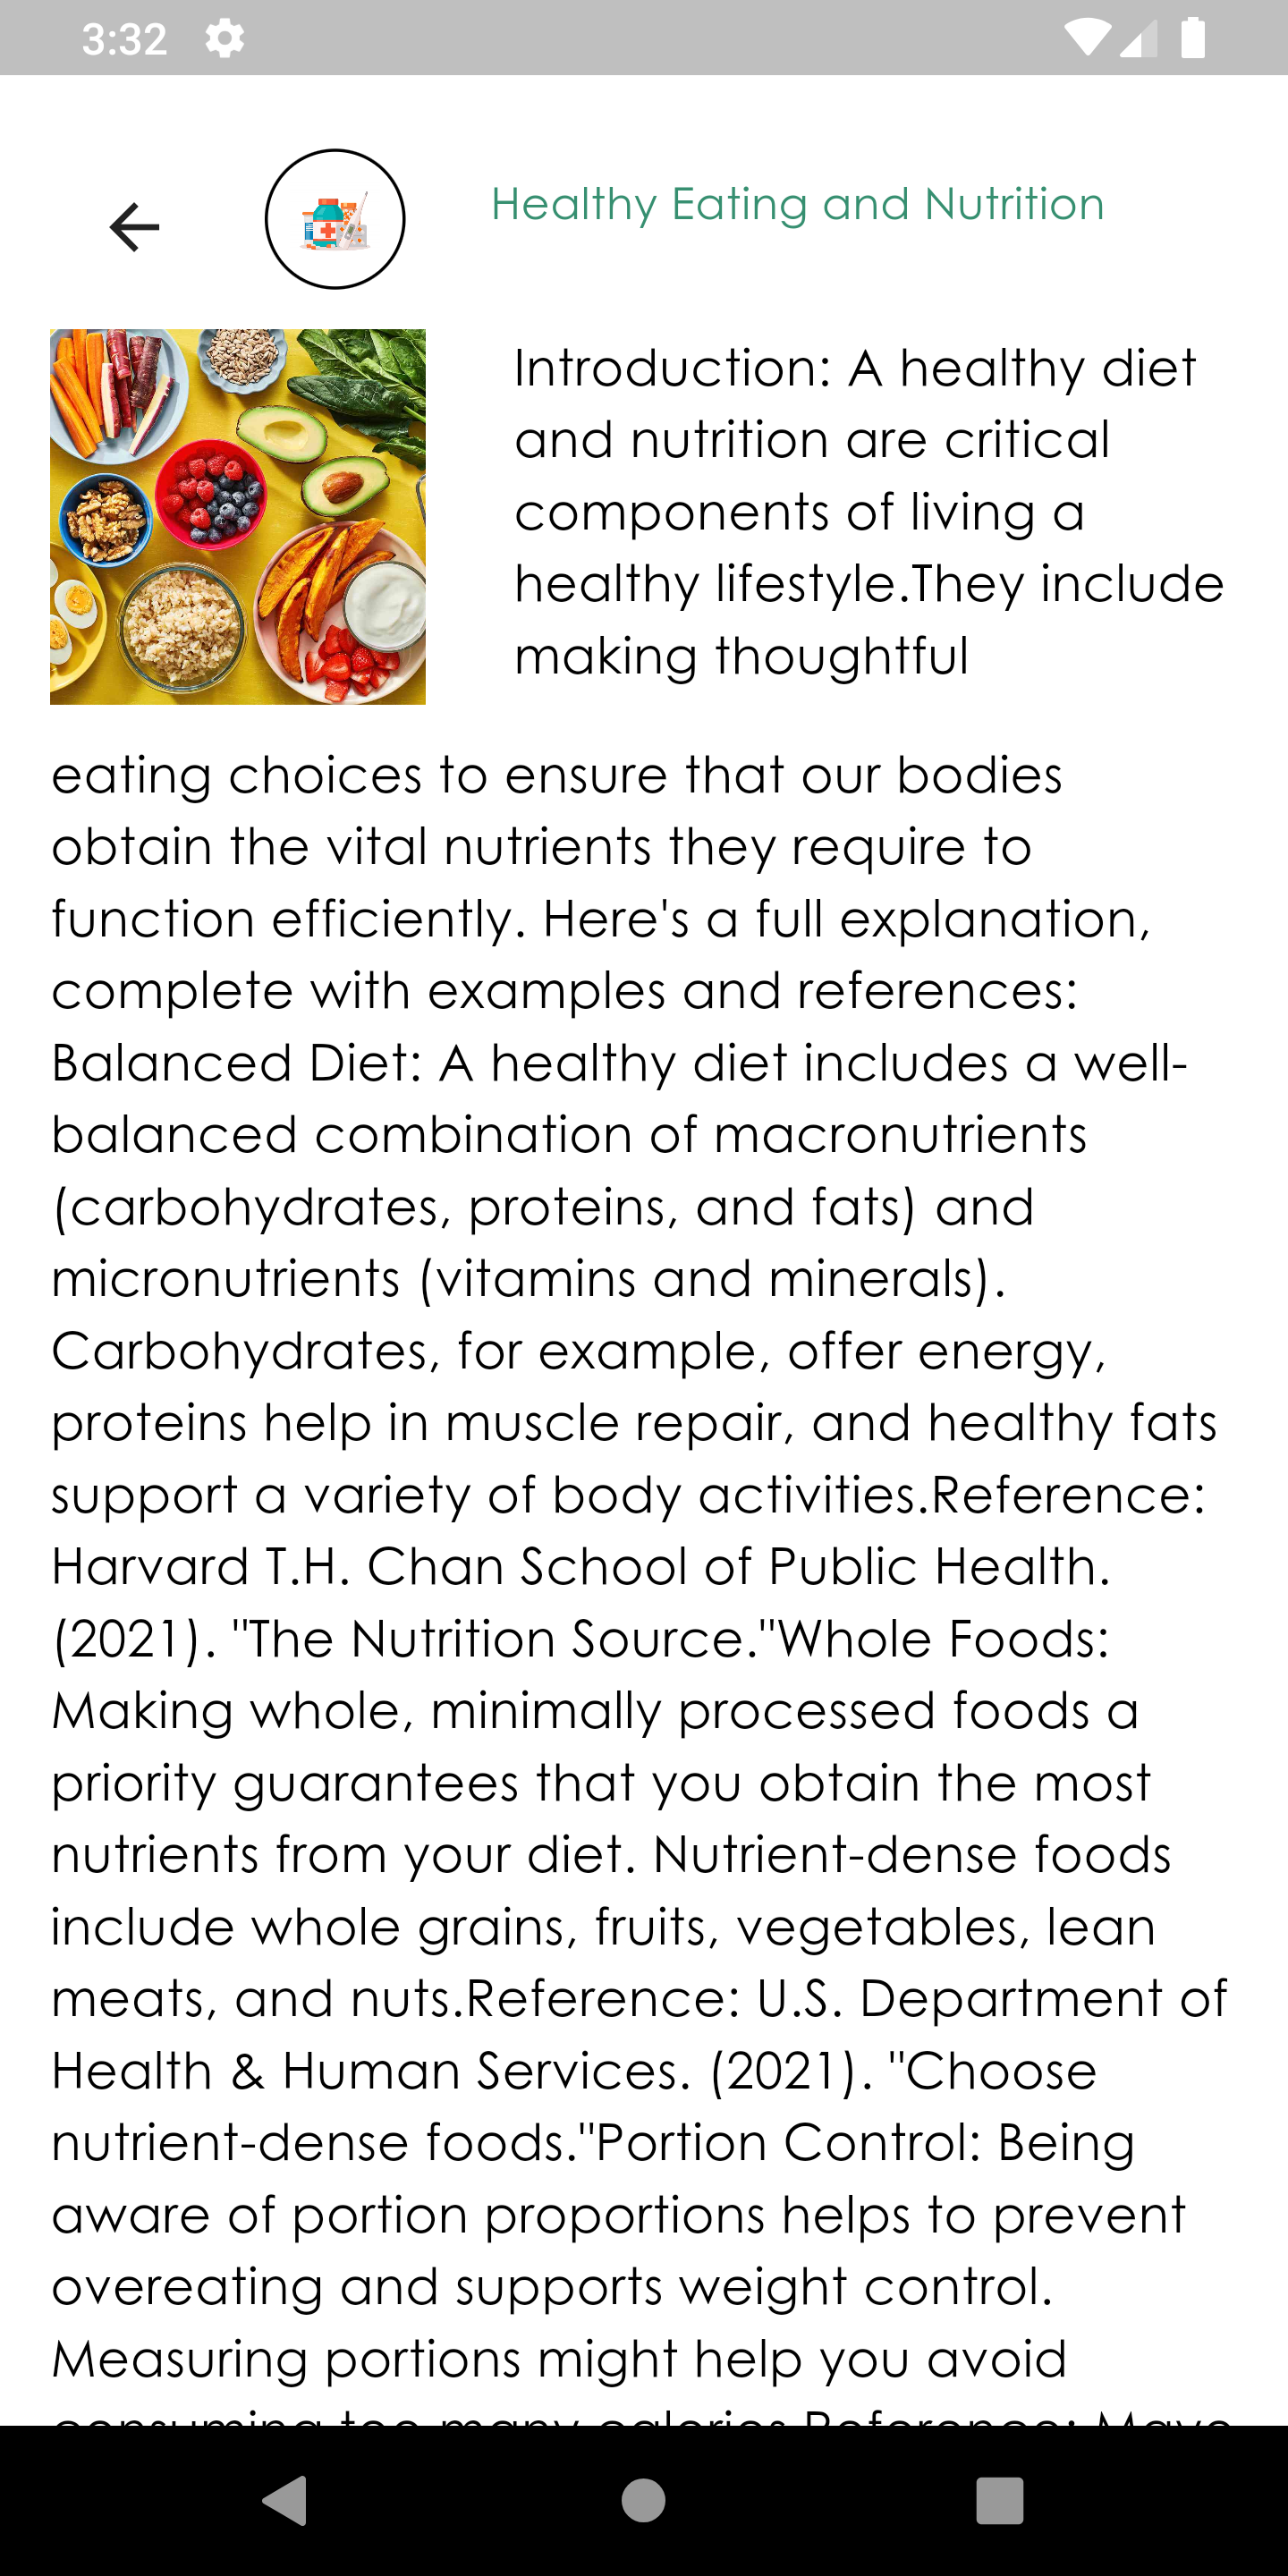 3:32
Healthy Eating and Nutrition
Introduction: A healthy diet
and nutrition are critical
components of living a
healthy lifestyle.They include
making thoughtful
eating choices to ensure that our bodies
obtain the vital nutrients they require to
function efficiently. Here's a full explanation,
complete with examples and references:
Balanced Diet: A healthy diet includes a well-
balanced combination of macronutrients
(carbohydrates, proteins, and fats) and
micronutrients (vitamins and minerals).
Carbohydrates, for example, offer energy,
proteins help in muscle repair, and healthy fats
support a variety of body activities.Reference:
Harvard T.H. Chan School of Public Health.
(2021). "The Nutrition Source."Whole Foods:
Making whole, minimally processed foods a
priority guarantees that you obtain the most
nutrients from your diet. Nutrient-dense foods
include whole grains, fruits, vegetables, lean
meats, and nuts.Reference: U.S. Department of
Health & Human Services. (2021). "Choose
nutrient-dense foods."Portion Control: Being
aware of portion proportions helps to prevent
overeating and supports weight control.
Measuring portions might help you avoid
consuming too many calories.Reference: Mayo